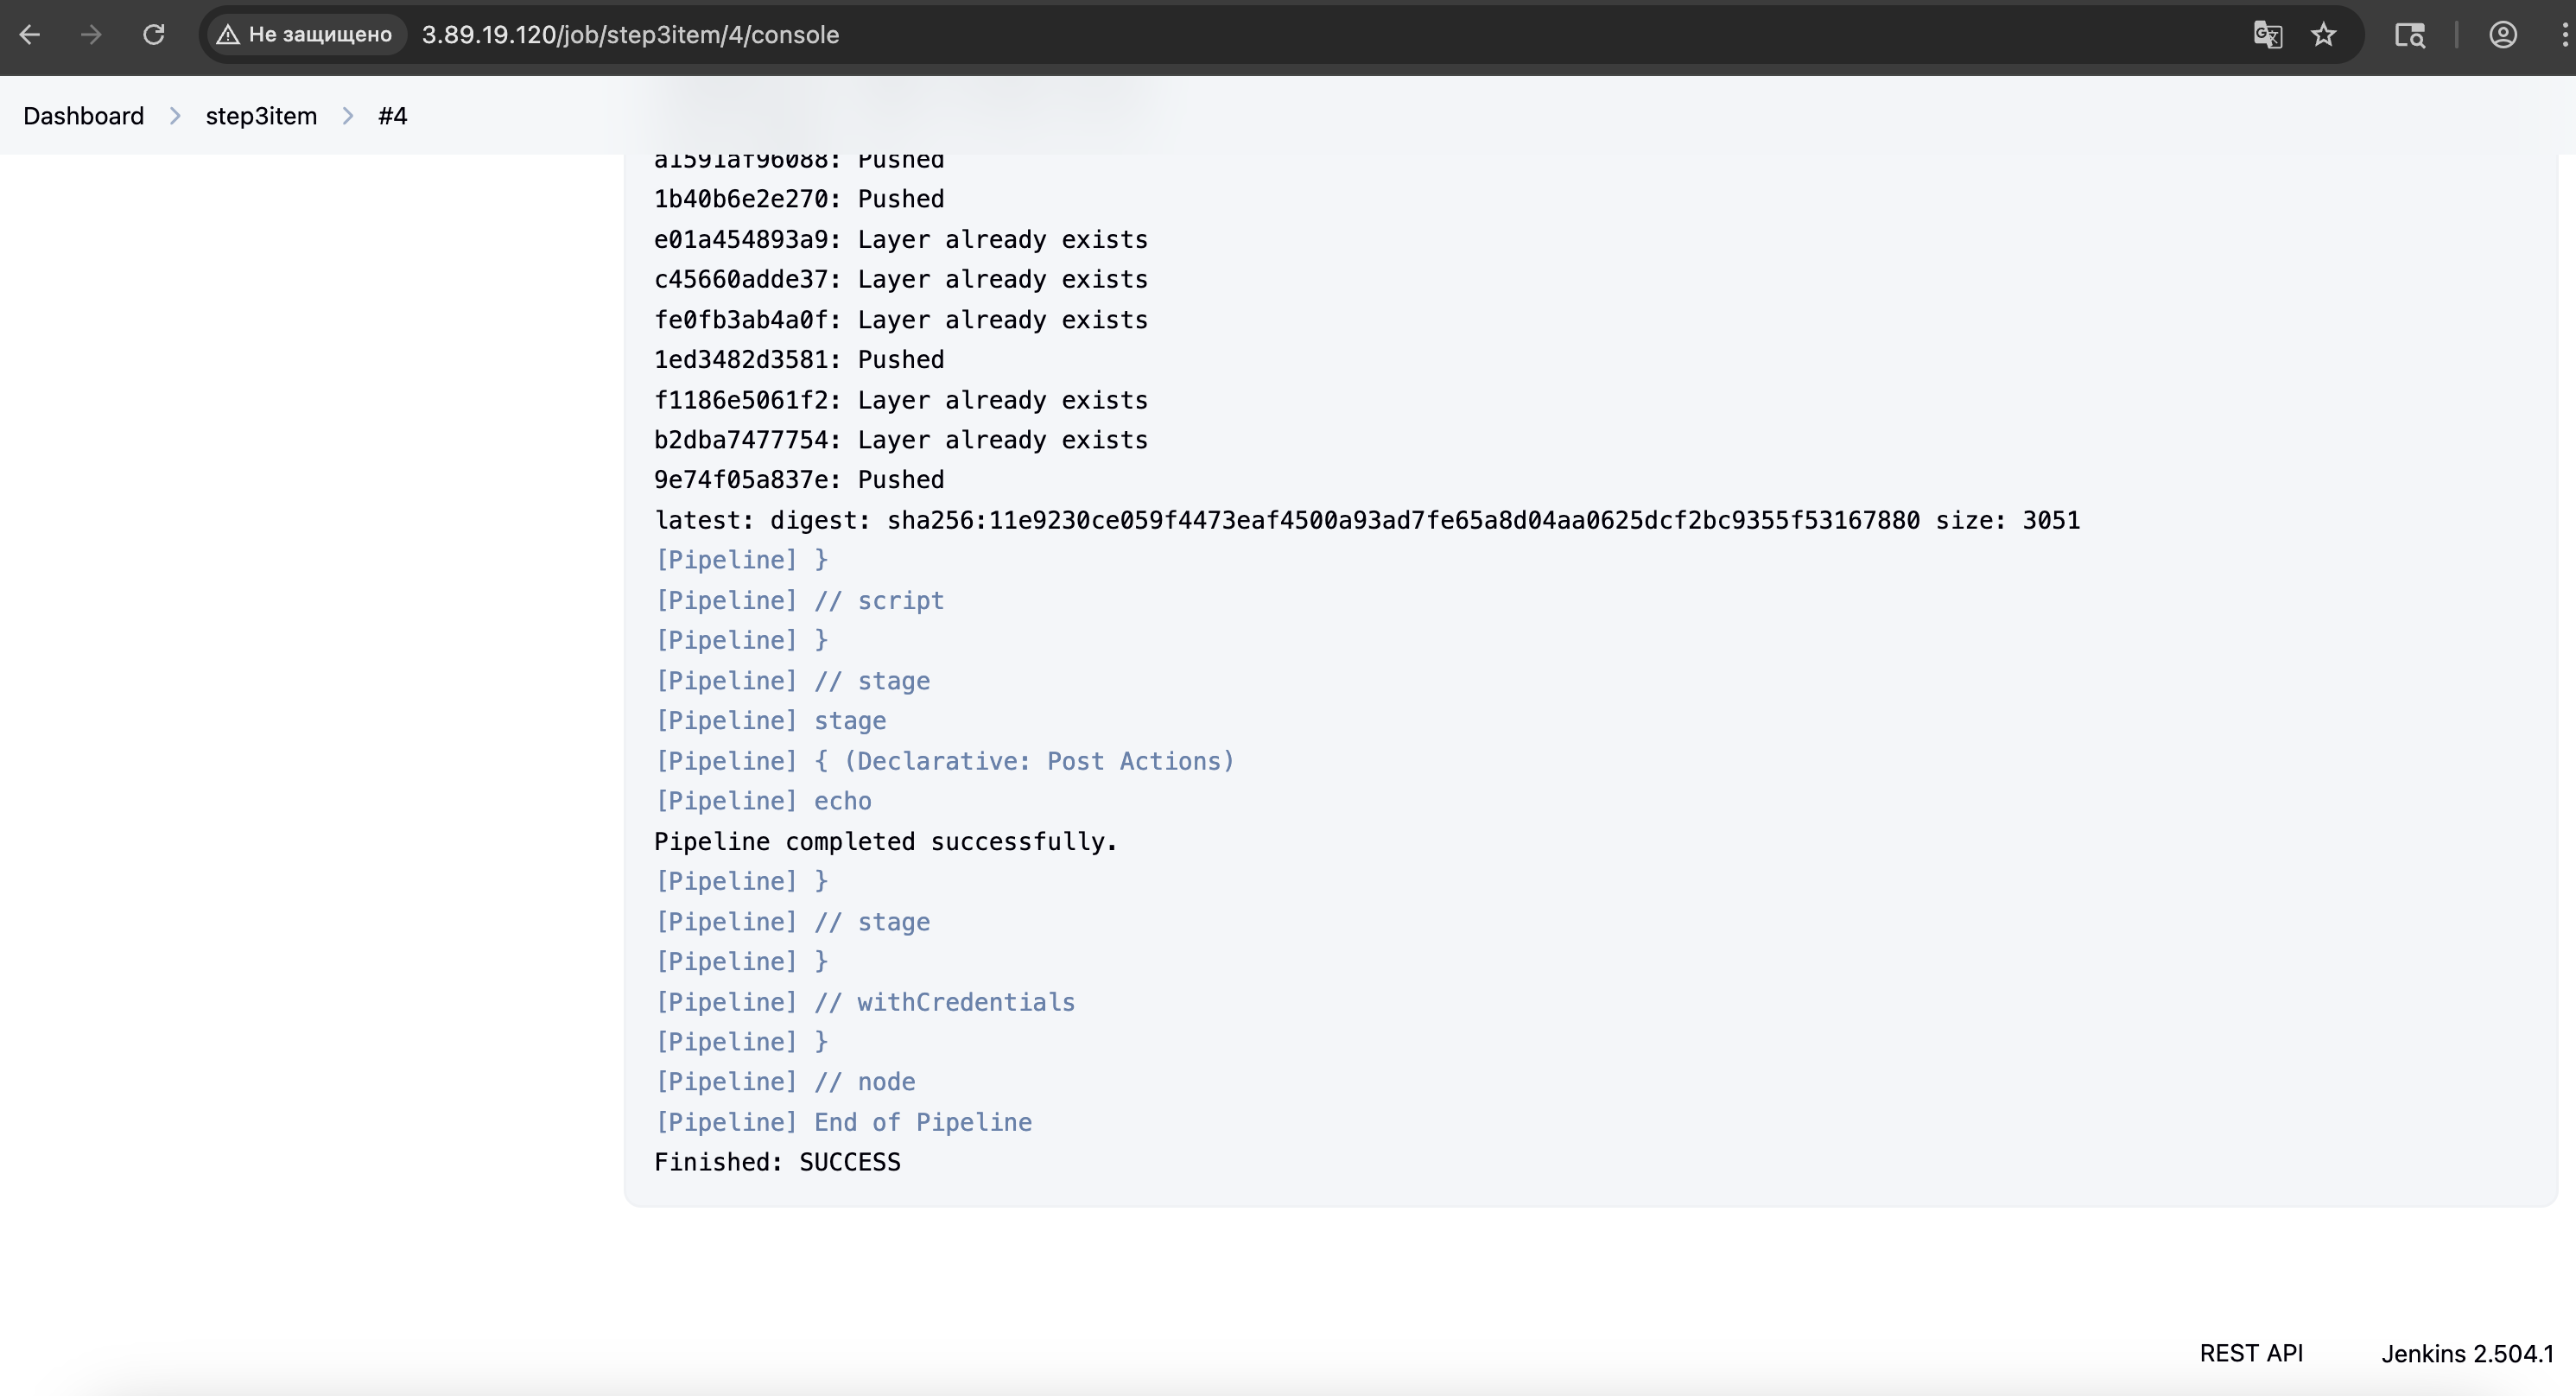 Не защищено
3.89.19.120/job/step3item/4/console
Dashboard
step3item
#4
a1591af96088: Pushed
1b40b6e2e270: Pushed
e01a454893a9: Layer already exists
c45660adde37: Layer already exists
fe0fb3ab4a0f: Layer already exists
1ed3482d3581: Pushed
f1186e5061f2: Layer already exists
b2dba7477754: Layer already exists
9e74f05a837e: Pushed
latest: digest: sha256:11e9230ce059f4473eaf4500a93ad7fe65a8d04aa0625dcf2bc9355f53167880 size: 3051
[Pipeline] }
[Pipeline] // script
[Pipeline] }
[Pipeline] // stage
[Pipeline] stage
[Pipeline] { (Declarative: Post Actions)
[Pipeline] echo
Pipeline completed successfully.
[Pipeline] }
[Pipeline] // stage
[Pipeline] }
[Pipeline] // withCredentials
[Pipeline] }
[Pipeline] // node
[Pipeline] End of Pipeline
Finished: SUCCESS
REST API
Jenkins 2.504.1